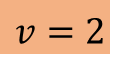 𝑣 = 2